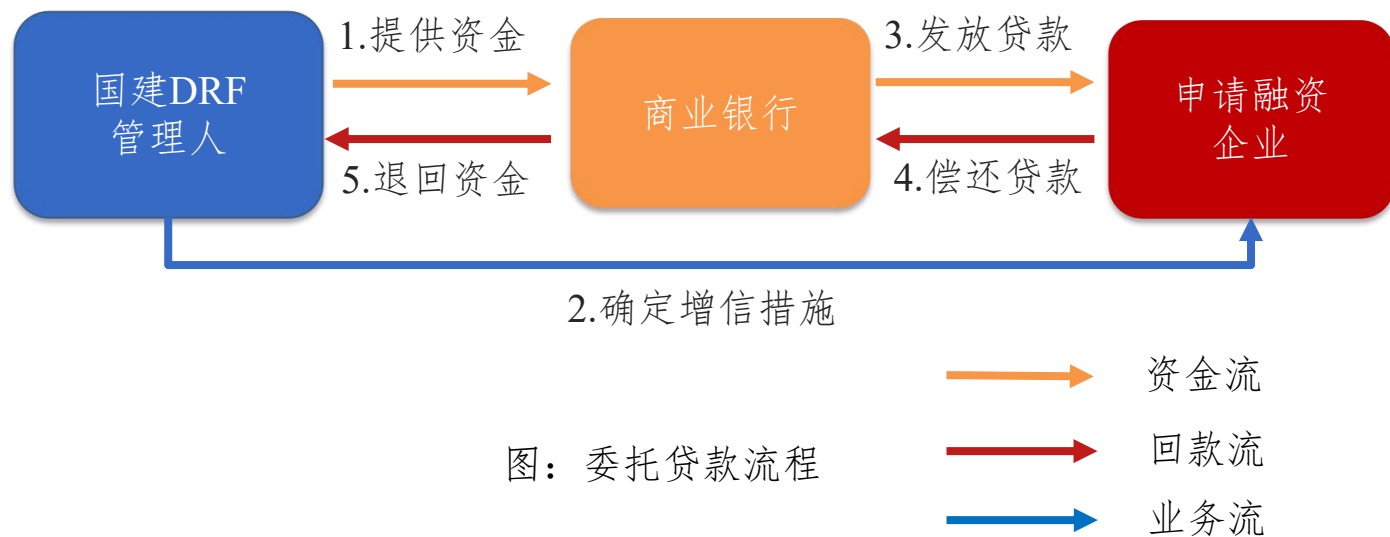 1.提供资金
3.发放贷款
国建DRF
管理人
商业银行
申请融资
企业
5.退回资金
4.偿还贷款
2.确定增信措施
资金流
图：委托贷款流程
回款流
业务流